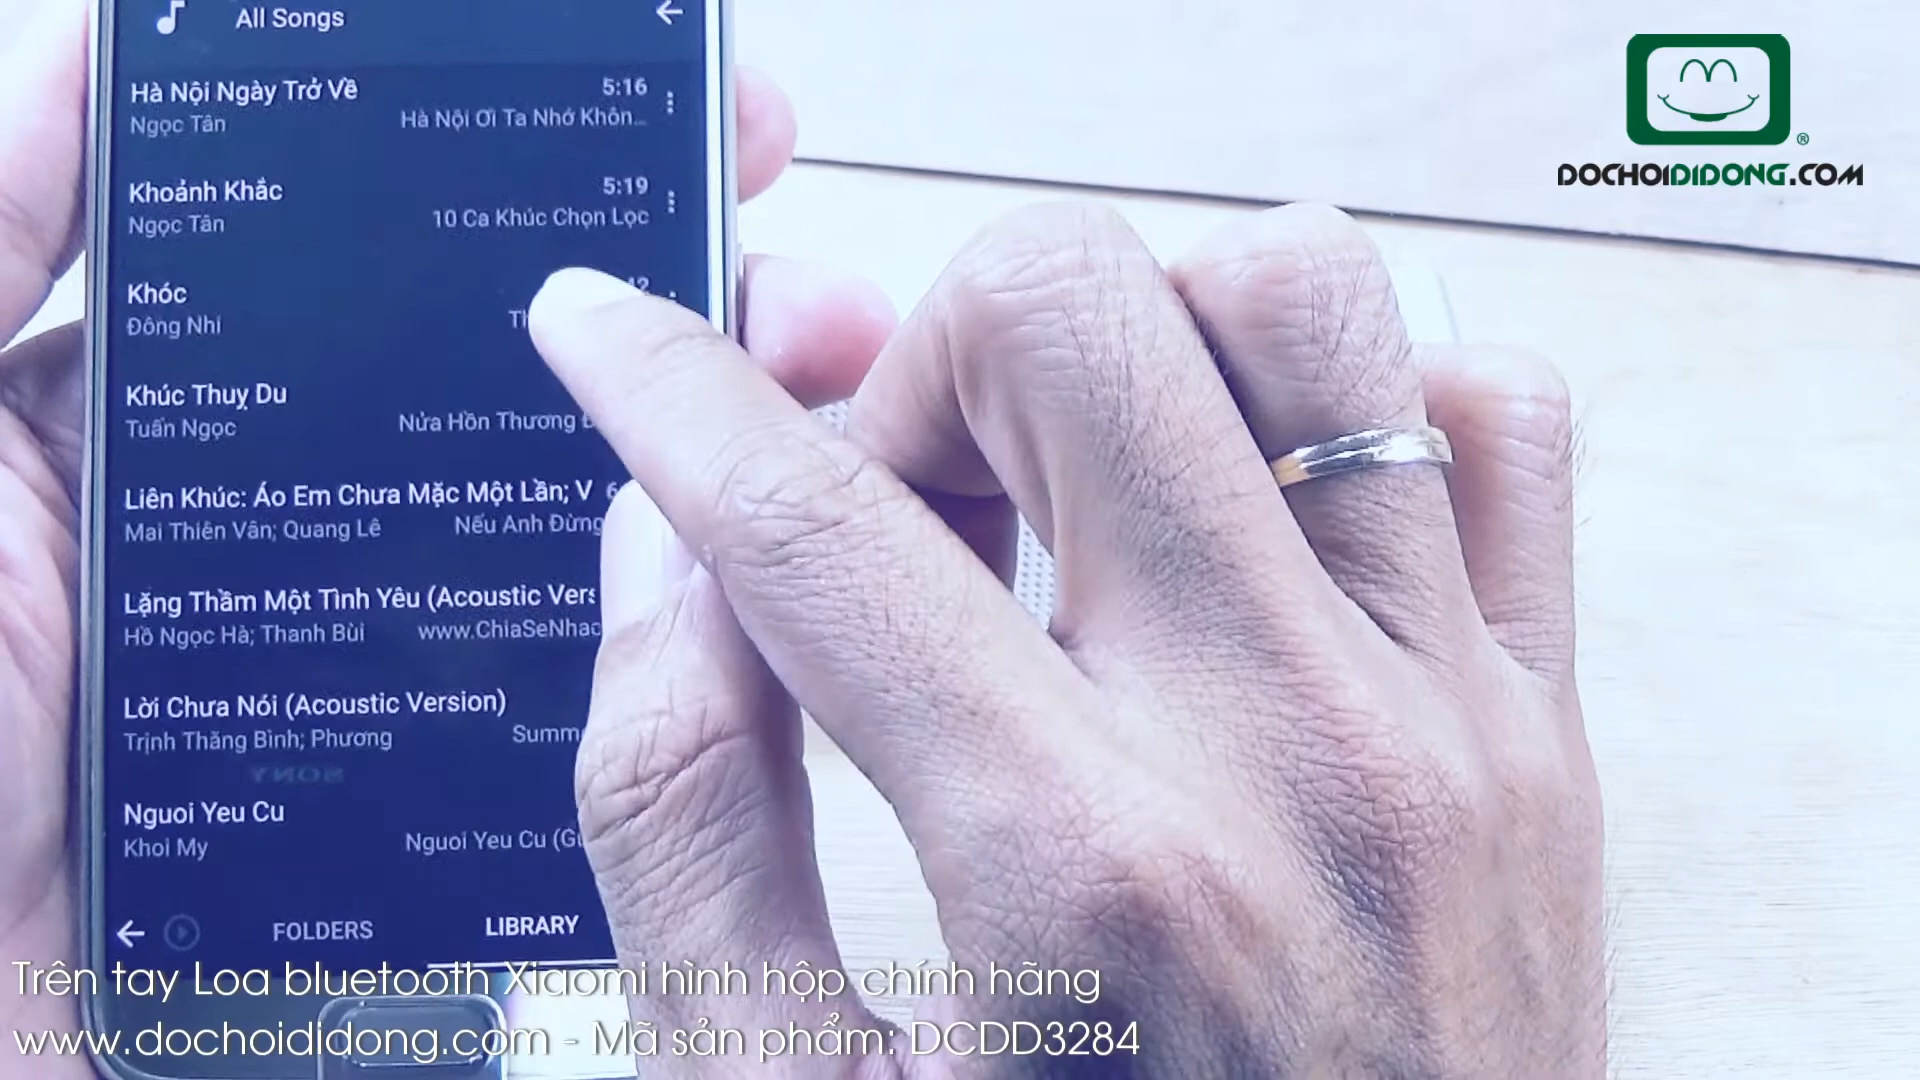 All Songs
Hà Nội Ngày Trở Về 5:16
Ngọc Tân Hà Nội Ơi Ta Nhớ Khôn...
Khoảnh Khắc 5:19
Ngọc Tân 10 Ca Khúc Chọn Lọc
Khóc
Đông Nhi
Khúc Thuỵ Du
Tuấn Ngọc Nửa Hồn Thương
Liên Khúc: Áo Em Chưa Mặc Một Lần; V
Mai Thiên Vân; Quang Lê Nếu Anh Đừng
Lặng Thầm Một Tình Yêu (Acoustic Vers
Hồ Ngọc Hà; Thanh Bùi www.ChiaSeNhac
Lời Chưa Nói (Acoustic Version)
Trịnh Thăng Bình; Phương Summe
SONY
Nguoi Yeu Cu
Khoi My Nguoi Yeu Cu (Gu
FOLDERS LIBRARY
®
DOCHOIDIDONG.COM
Trên tay Loa bluetooth Xiaomi hình hộp chính hãng
www.dochoididong.com - Mã sản phẩm: DCDD3284